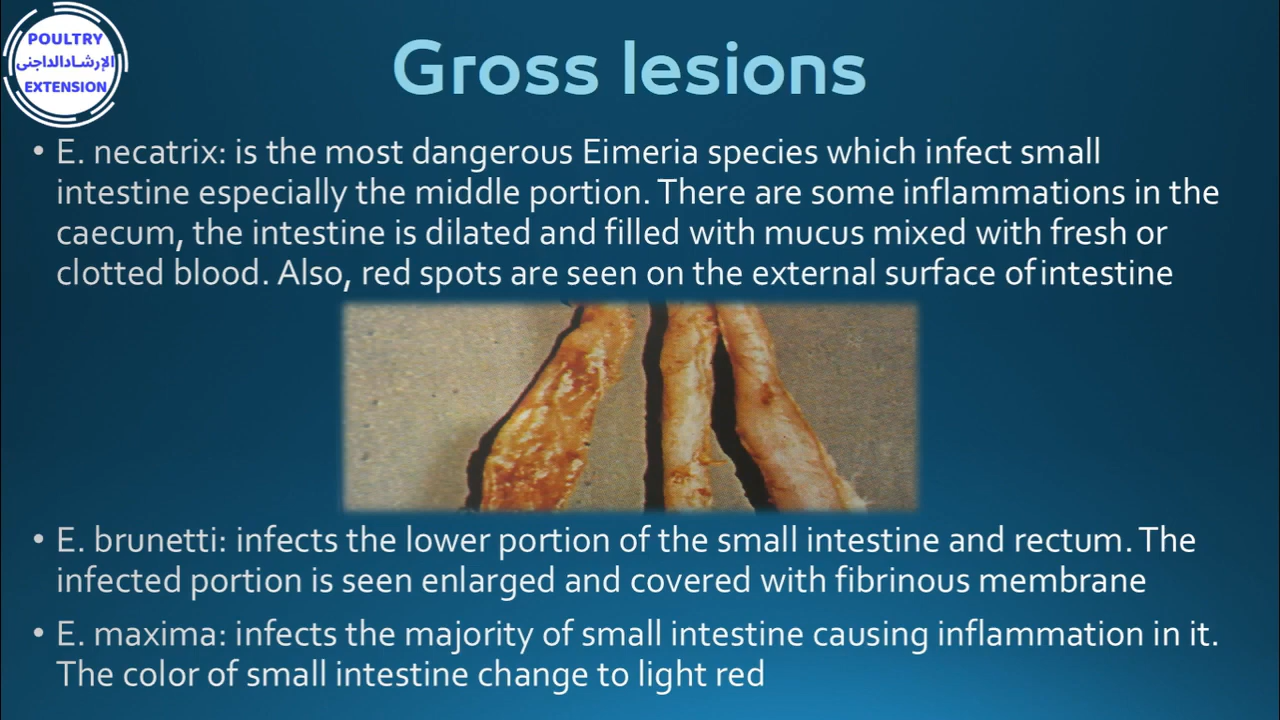 POULTRY
الإرشادالداجنى
EXTENSION
Gross lesions
• E. necatrix: is the most dangerous Eimeria species which infect small
intestine especially the middle portion. There are some inflammations in the
caecum, the intestine is dilated and filled with mucus mixed with fresh or
clotted blood. Also, red spots are seen on the external surface of intestine
• E. brunetti: infects the lower portion of the small intestine and rectum. The
infected portion is seen enlarged and covered with fibrinous membrane
• E. maxima: infects the majority of small intestine causing inflammation in it.
The color of small intestine change to light red